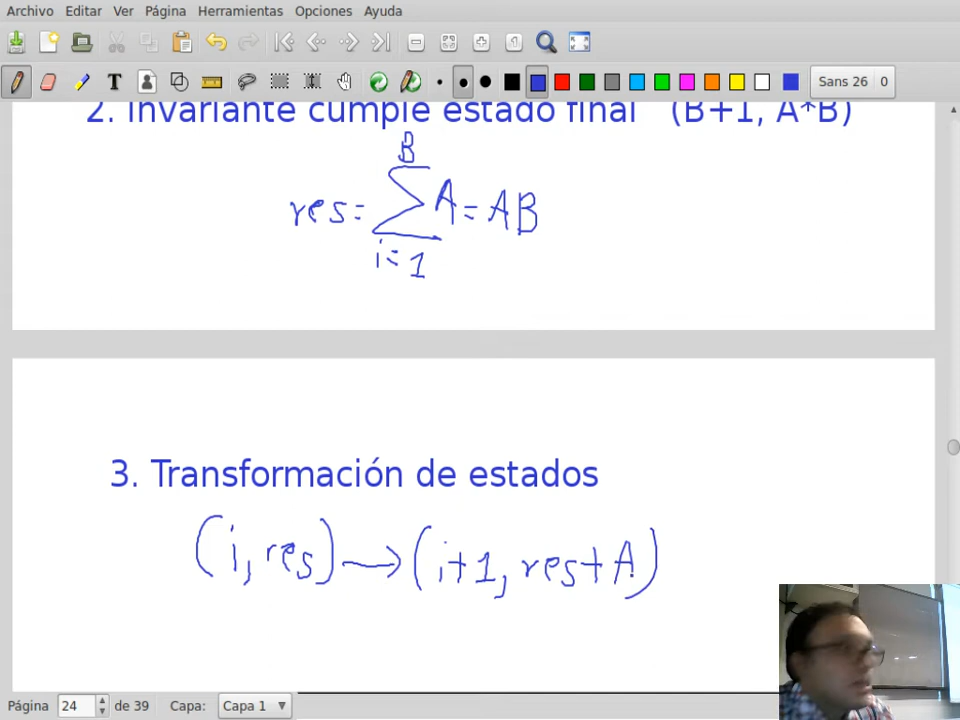 Archivo Editar Ver Página Herramientas Opciones Ayuda
T Sans 26 0
2. Invariante cumple estado final (B+1, A*B)
B
res= ∑ A = AB
i= 1
3. Transformación de estados
(i, res) → (i+1, res+A)
Página 24 de 39 Capa: Capa 1